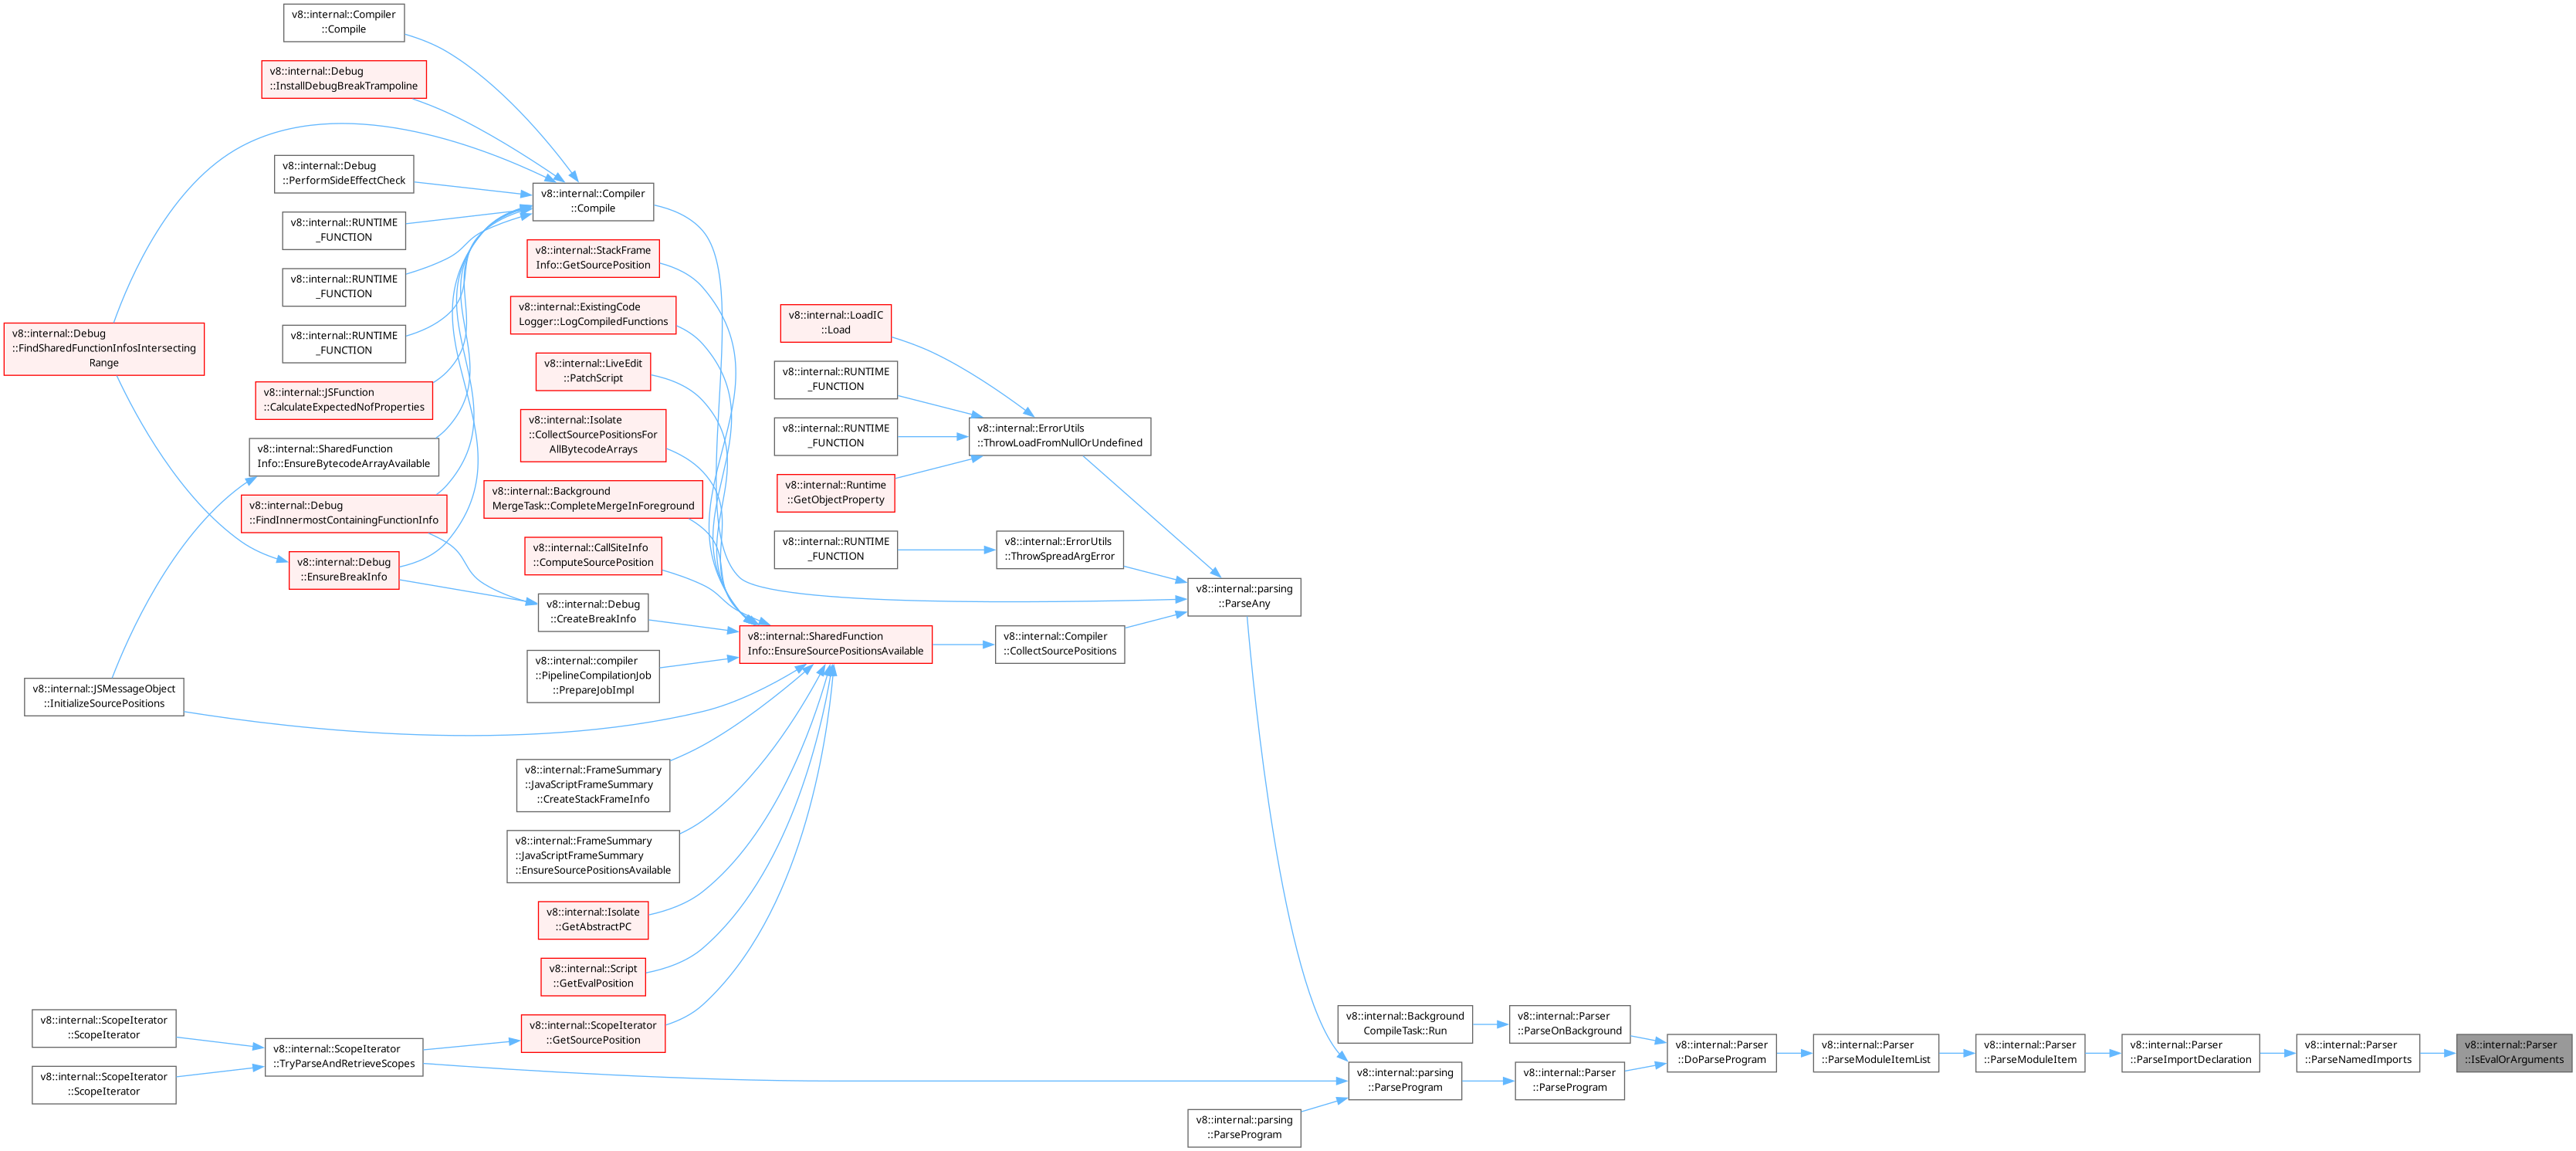 v8::internal::Compiler
::Compile
v8::internal::Debug
::InstallDebugBreakTrampoline
v8::internal::Debug
::FindSharedFunctionInfosIntersecting
Range
v8::internal::Debug
::PerformSideEffectCheck
v8::internal::RUNTIME
_FUNCTION
v8::internal::RUNTIME
_FUNCTION
v8::internal::RUNTIME
_FUNCTION
v8::internal::JSFunction
::CalculateExpectedNofProperties
v8::internal::SharedFunction
Info::EnsureBytecodeArrayAvailable
v8::internal::Debug
::FindInnermostContainingFunctionInfo
v8::internal::Debug
::EnsureBreakInfo
v8::internal::JSMessageObject
::InitializeSourcePositions
v8::internal::ScopeIterator
::ScopeIterator
v8::internal::ScopeIterator
::ScopeIterator
v8::internal::ScopeIterator
::TryParseAndRetrieveScopes
v8::internal::Compiler
::Compile
v8::internal::StackFrame
Info::GetSourcePosition
v8::internal::ExistingCode
Logger::LogCompiledFunctions
v8::internal::LiveEdit
::PatchScript
v8::internal::Isolate
::CollectSourcePositionsFor
AllBytecodeArrays
v8::internal::Background
MergeTask::CompleteMergeInForeground
v8::internal::CallSiteInfo
::ComputeSourcePosition
v8::internal::Debug
::CreateBreakInfo
v8::internal::compiler
::PipelineCompilationJob
::PrepareJobImpl
v8::internal::FrameSummary
::JavaScriptFrameSummary
::CreateStackFrameInfo
v8::internal::FrameSummary
::JavaScriptFrameSummary
::EnsureSourcePositionsAvailable
v8::internal::Isolate
::GetAbstractPC
v8::internal::Script
::GetEvalPosition
v8::internal::ScopeIterator
::GetSourcePosition
v8::internal::LoadIC
::Load
v8::internal::RUNTIME
_FUNCTION
v8::internal::RUNTIME
_FUNCTION
v8::internal::Runtime
::GetObjectProperty
v8::internal::RUNTIME
_FUNCTION
v8::internal::SharedFunction
Info::EnsureSourcePositionsAvailable
v8::internal::ErrorUtils
::ThrowLoadFromNullOrUndefined
v8::internal::ErrorUtils
::ThrowSpreadArgError
v8::internal::Compiler
::CollectSourcePositions
v8::internal::parsing
::ParseAny
v8::internal::Background
CompileTask::Run
v8::internal::parsing
::ParseProgram
v8::internal::parsing
::ParseProgram
v8::internal::Parser
::ParseOnBackground
v8::internal::Parser
::ParseProgram
v8::internal::Parser
::DoParseProgram
v8::internal::Parser
::ParseModuleItemList
v8::internal::Parser
::ParseModuleItem
v8::internal::Parser
::ParseImportDeclaration
v8::internal::Parser
::ParseNamedImports
v8::internal::Parser
::IsEvalOrArguments